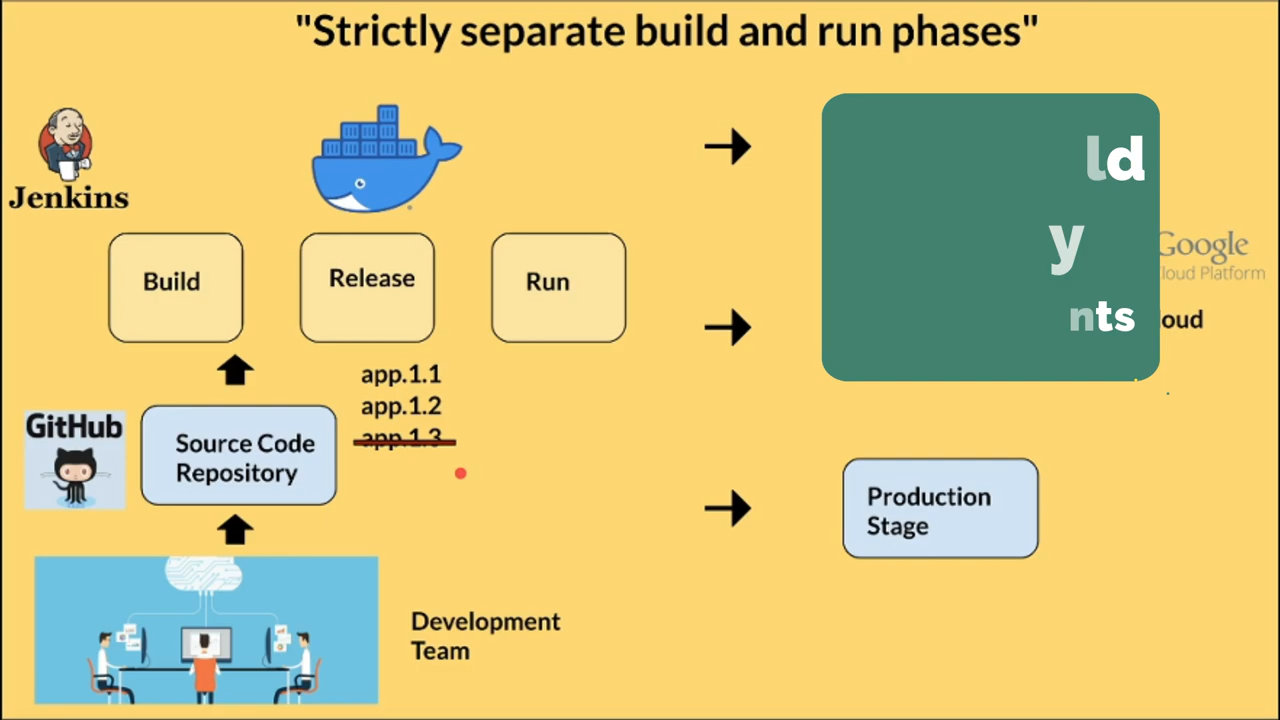 "Strictly separate build and run phases"
Jenkins
Build
Release
Run
app.1.1
app.1.2
app.1.3
GitHub
Source Code
Repository
Development
Team
ld
y
nts
Google
Cloud Platform
oud
Production
Stage